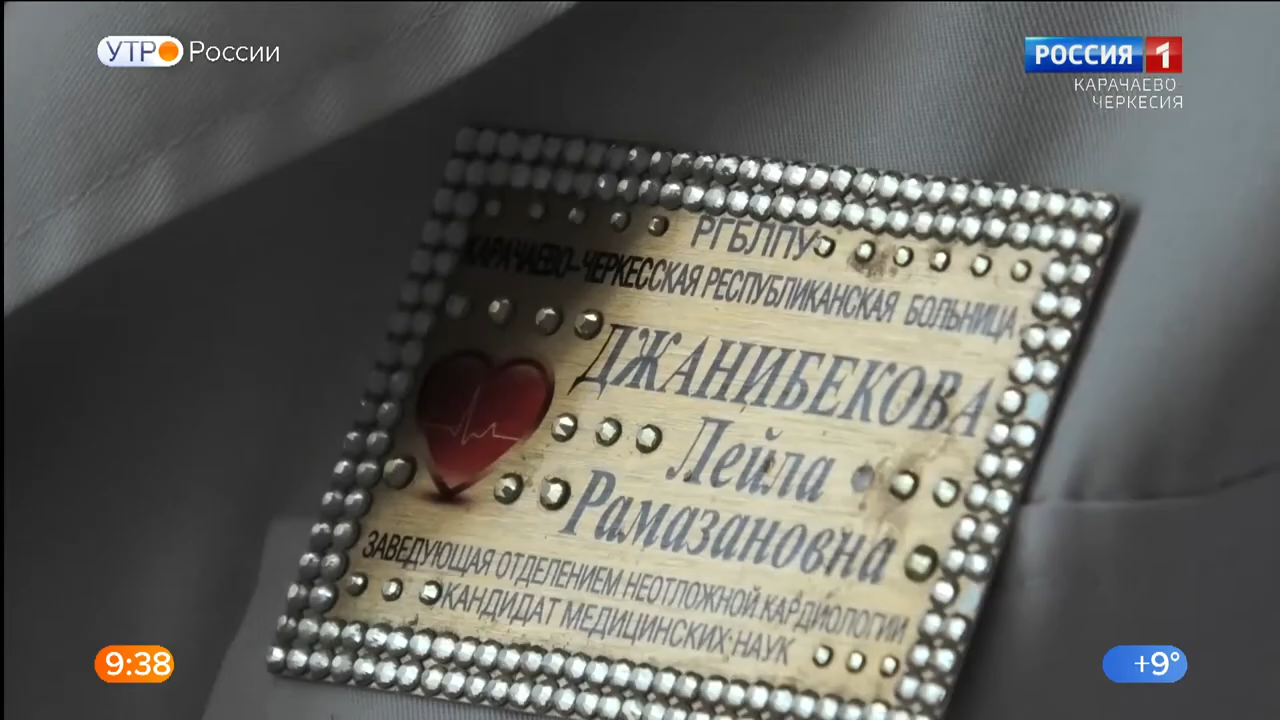 УТРО России
РОССИЯ 1
КАРАЧАЕВО-
ЧЕРКЕСИЯ
РГБЛПУ
КАРАЧАЕВО-ЧЕРКЕССКАЯ РЕСПУБЛИКАНСКАЯ БОЛЬНИЦА
ДЖАНИБЕКОВА
Лейла
Рамазановна
ЗАВЕДУЮЩАЯ ОТДЕЛЕНИЕМ НЕОТЛОЖНОЙ КАРДИОЛОГИИ
КАНДИДАТ МЕДИЦИНСКИХ НАУК
9:38
+9°